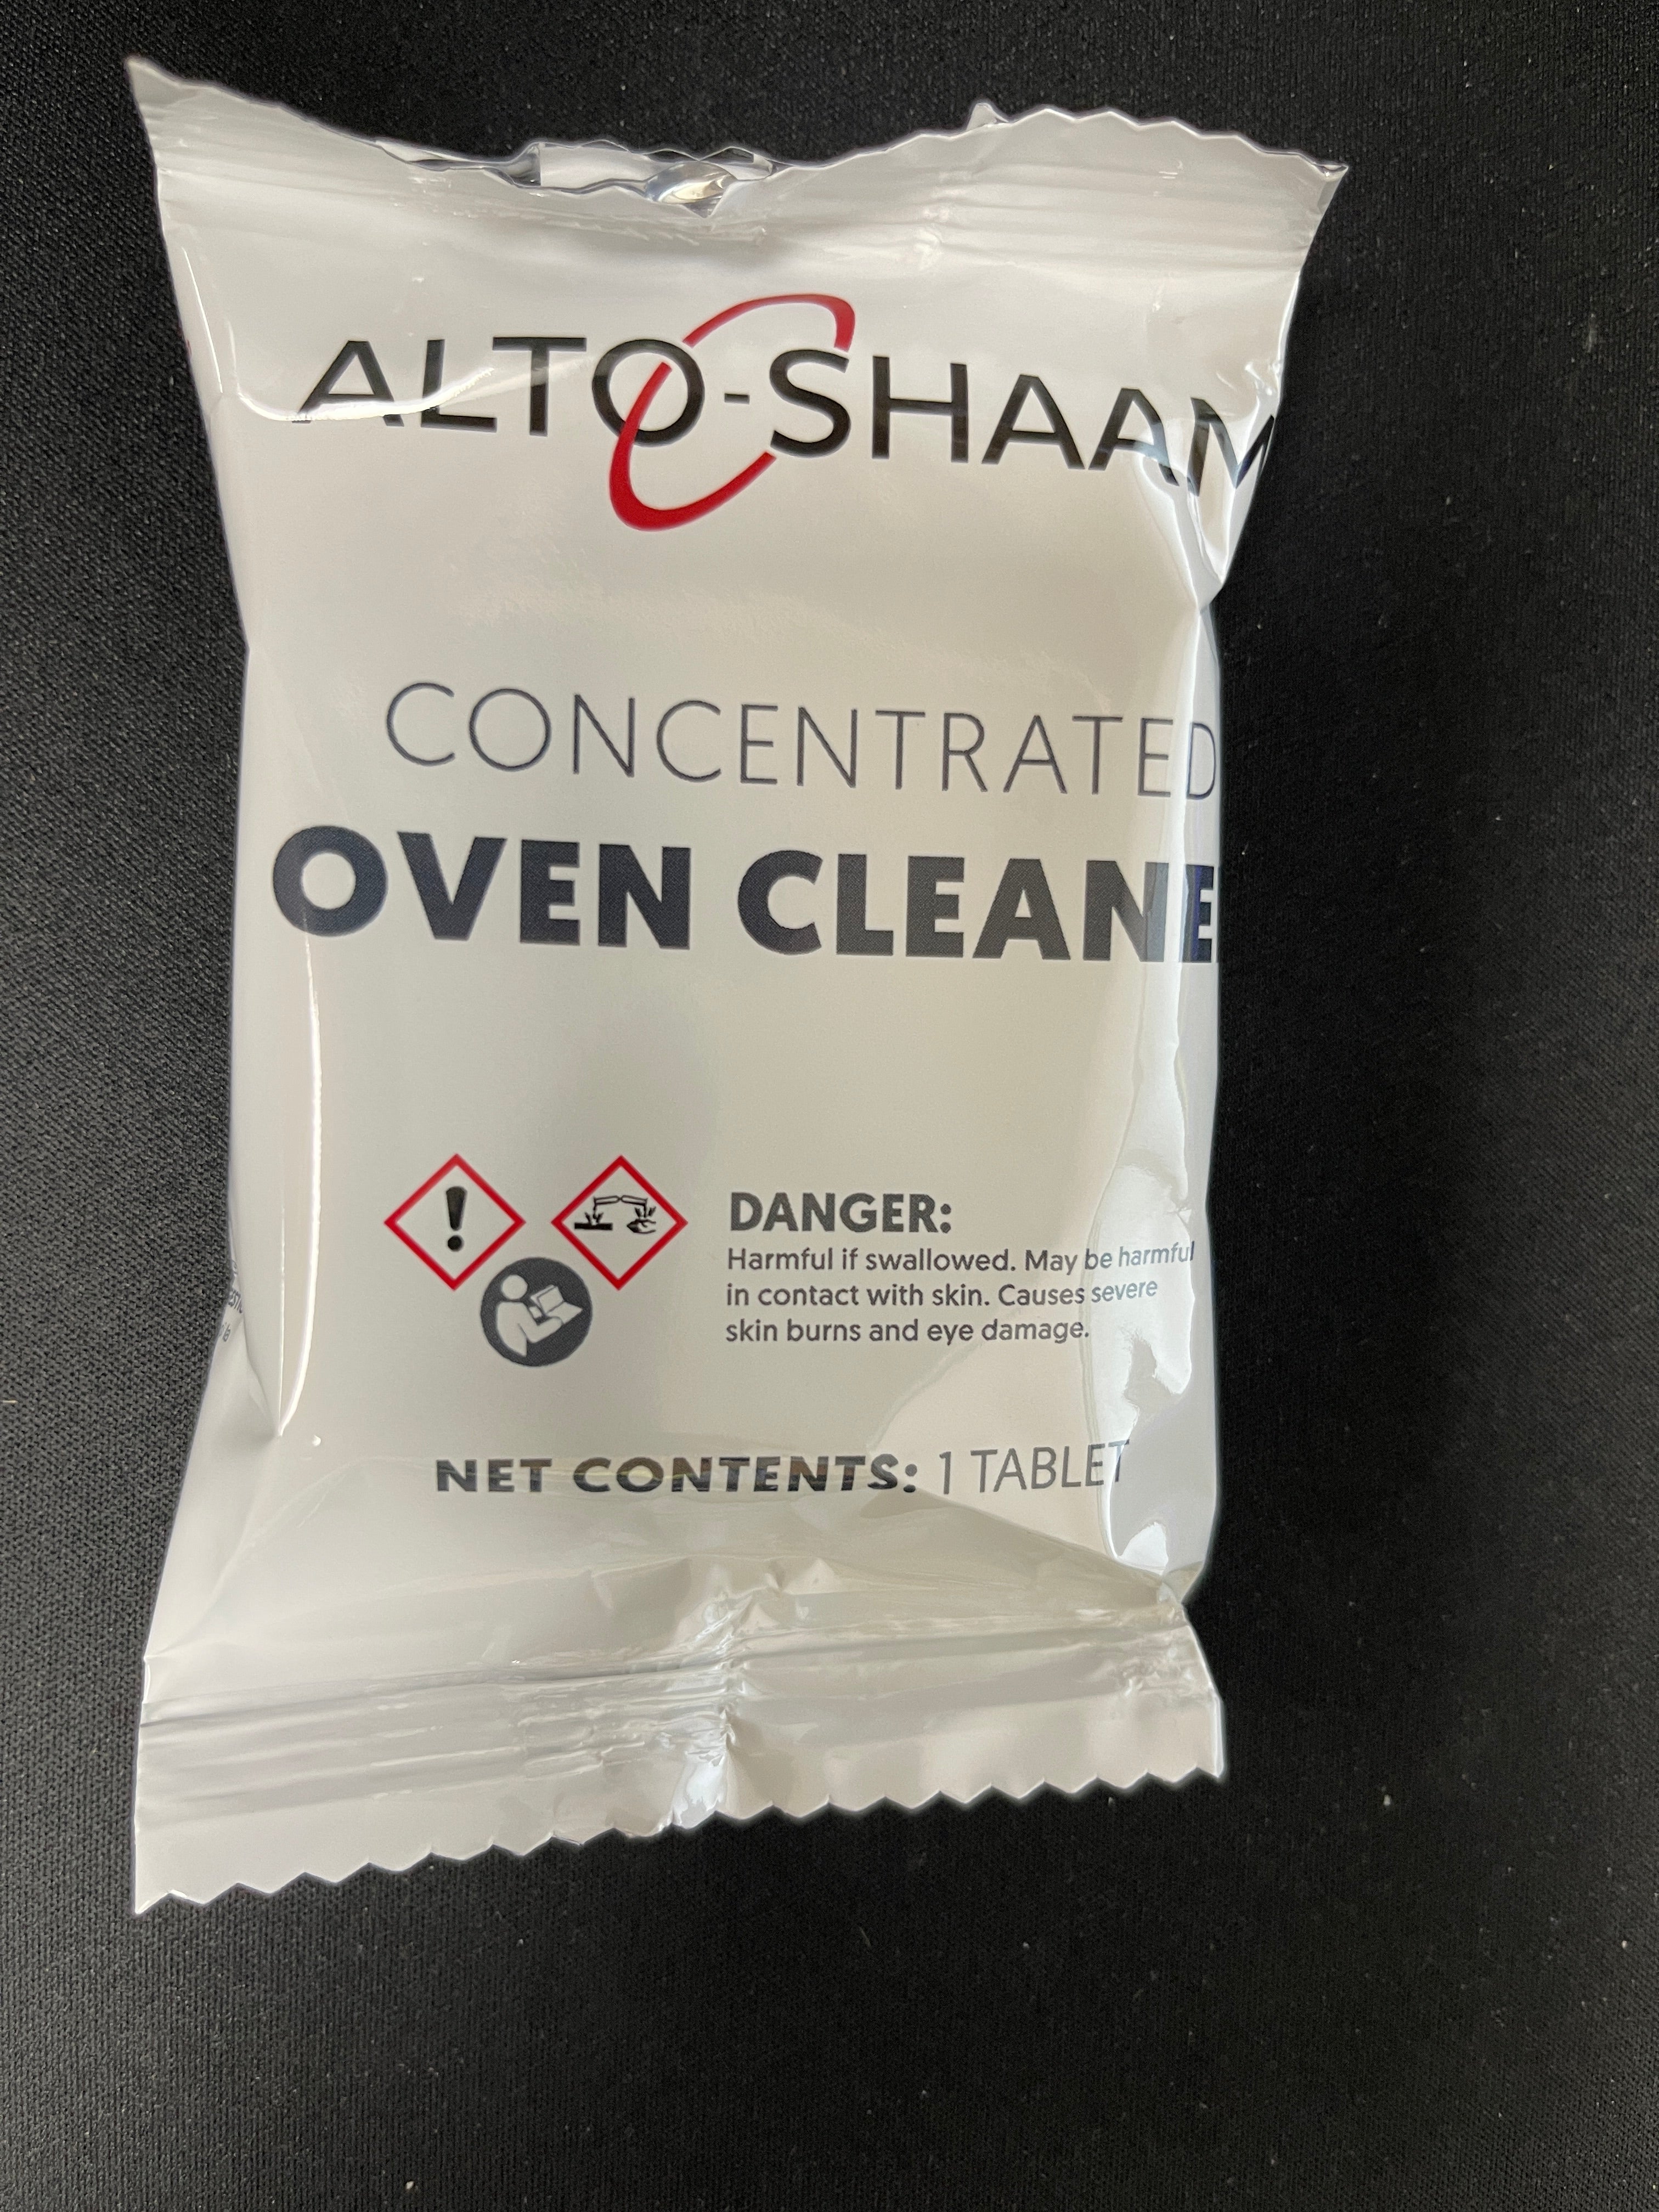 ALTO-SHAAM
CONCENTRATED
OVEN CLEANE
DANGER:
Harmful if swallowed. May be harmful
in contact with skin. Causes severe
skin burns and eye damage.
NET CONTENTS: 1 TABLET